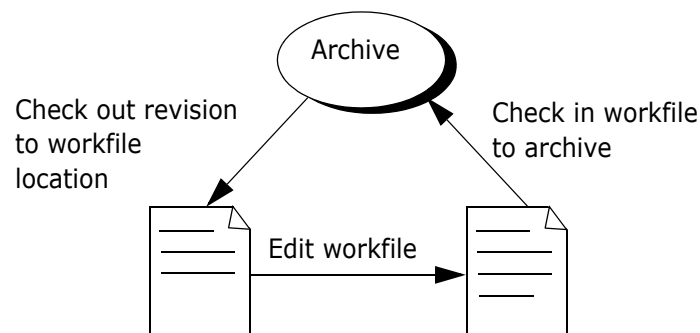 Archive
Check out revision
to workfile
location
Check in workfile
to archive
Edit workfile